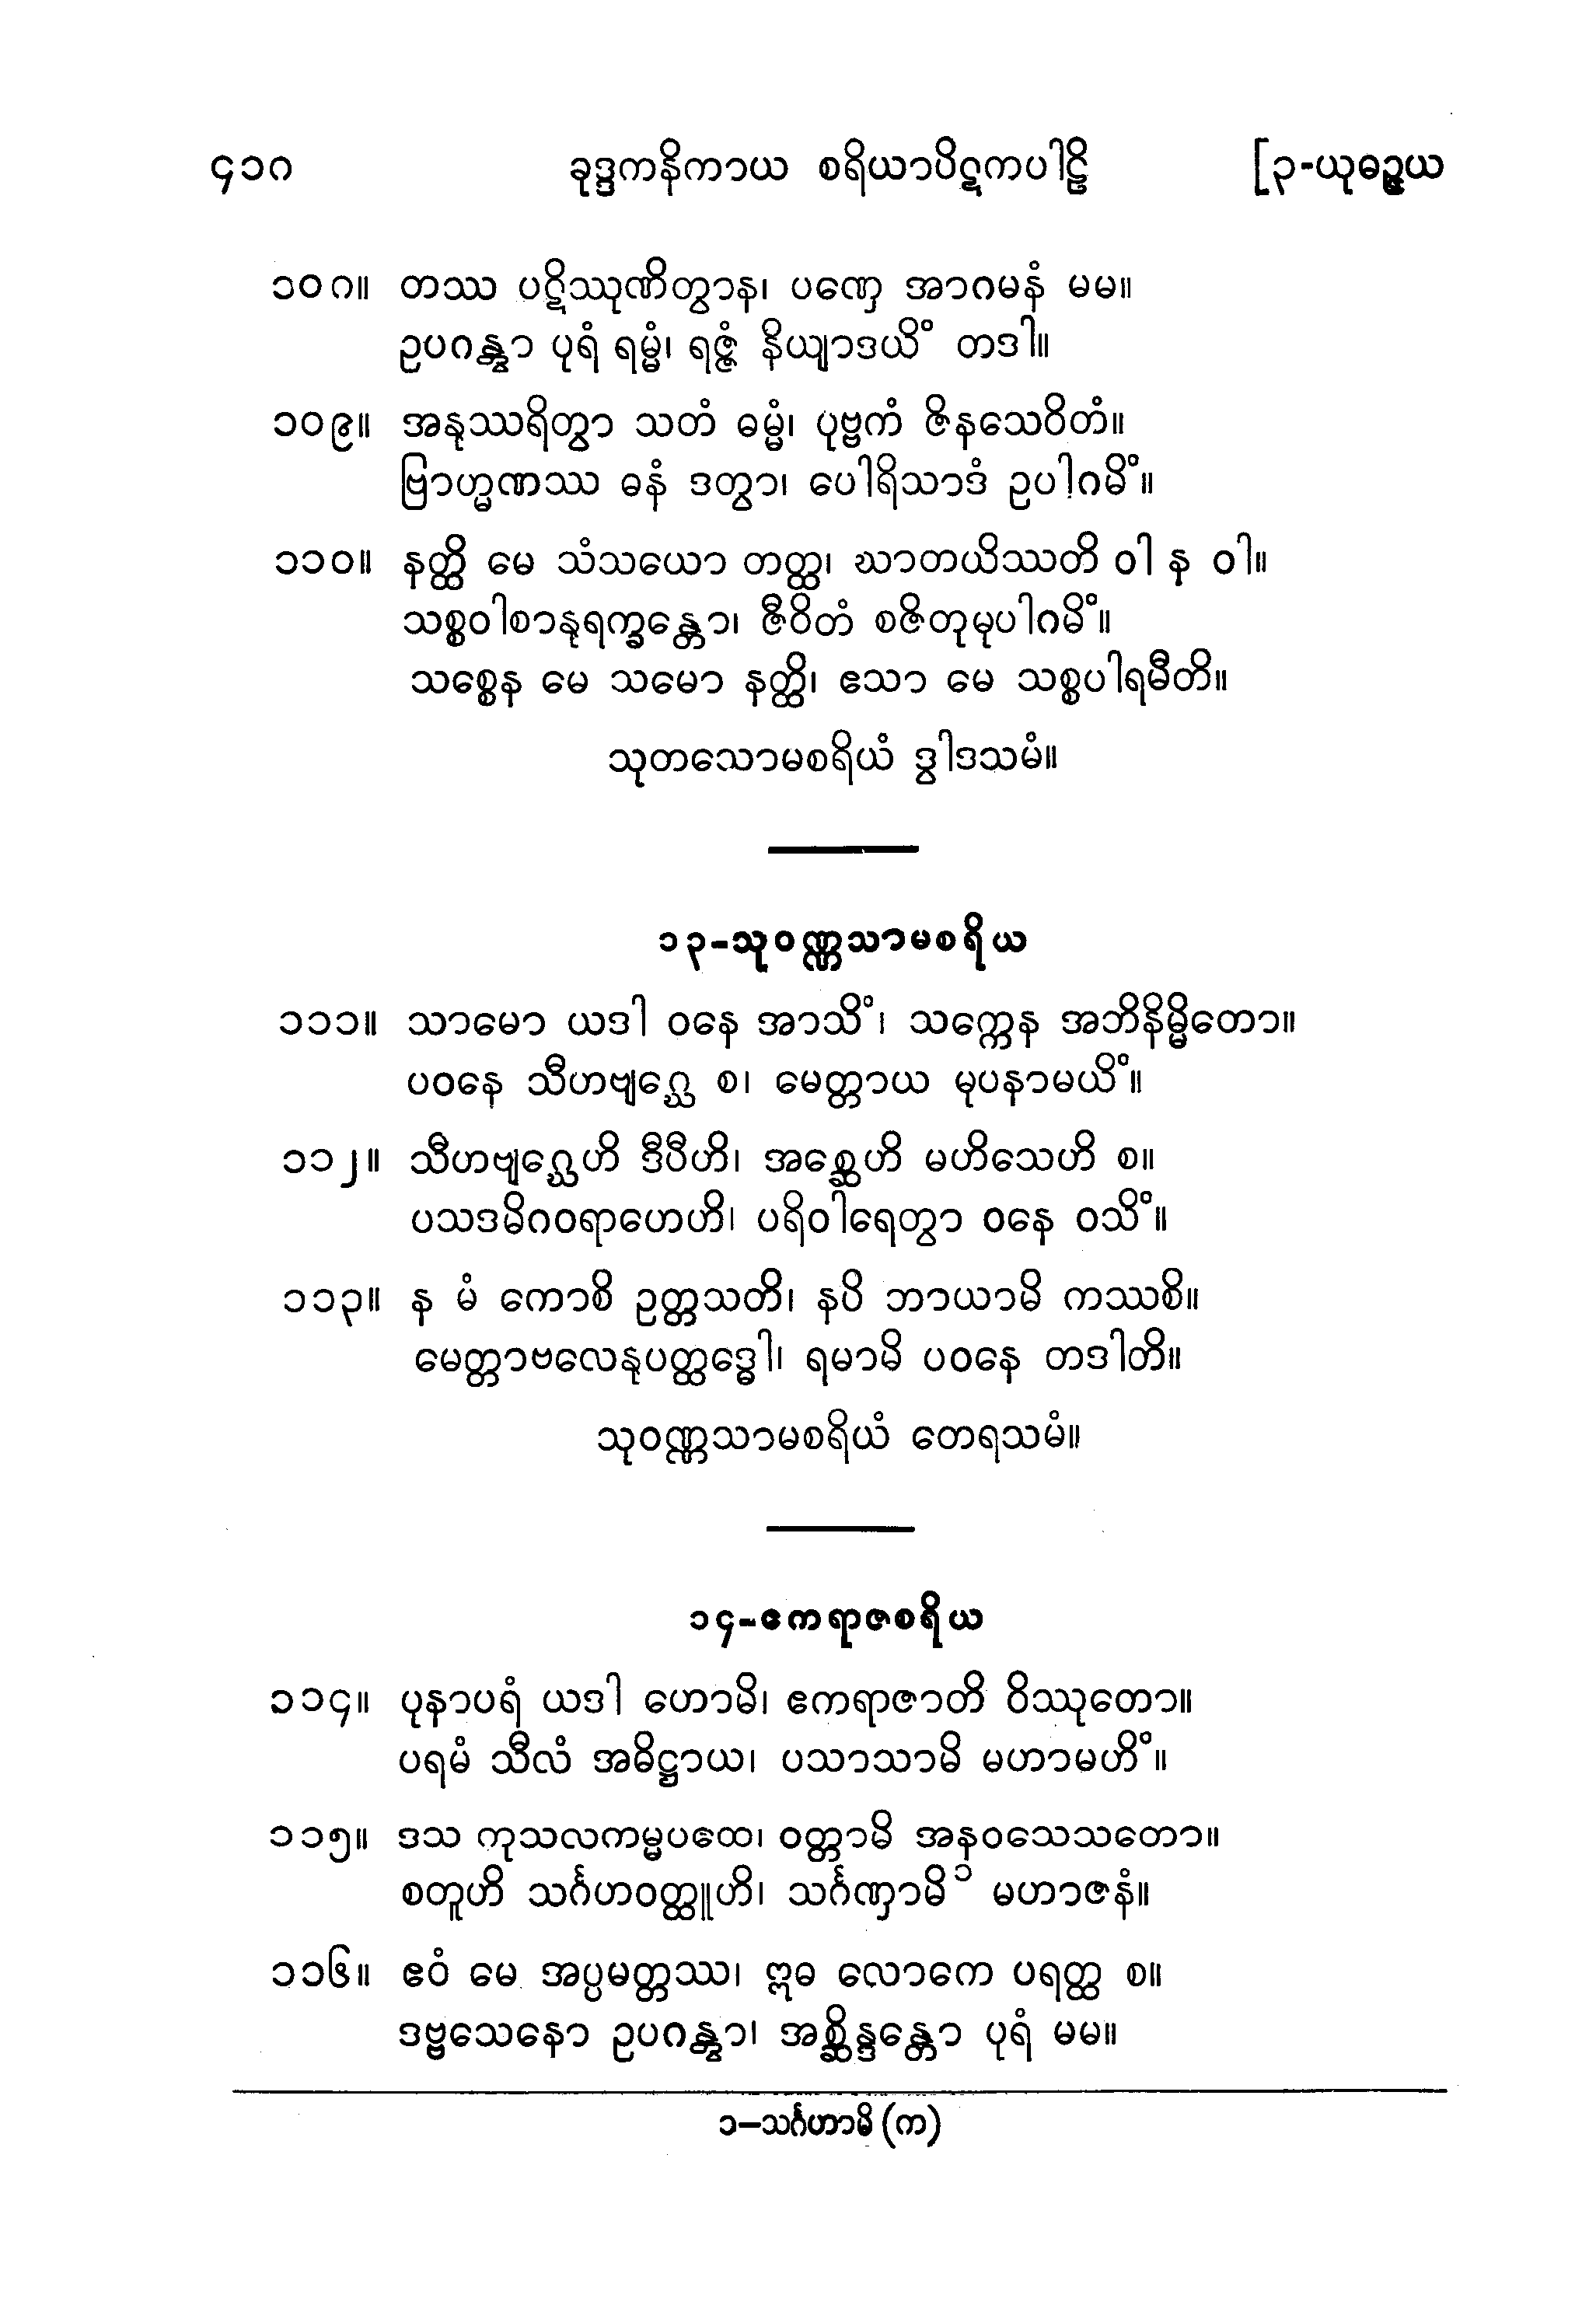 ၄၁၈ ခုဒ္ဒကနိကာယ စရိယာပိဋကပါဠိ [၃-ယုဓဉ္စယ
၁၀၈။ တဿ ပဋိဿုဏိတွာန၊ ပဏှေ အာဂမနံ မမ။
ဥပဂန္တွာ ပုရံ ရမ္မံ၊ ရဇ္ဇံ နိယျာဒယိံ တဒါ။
၁၀၉။ အနုဿရိတွာ သတံ ဓမ္မံ၊ ပုဗ္ဗကံ ဇိနသေဝိတံ။
ဗြာဟ္မဏဿ ဓနံ ဒတွာ၊ ပေါရိသာဒံ ဥပါဂမိံ။
၁၁၀။ နတ္ထိ မေ သံသယော တတ္ထ၊ ဃာတယိဿတိ ဝါ န ဝါ။
သစ္စဝါစာနုရက္ခန္တော၊ ဇီဝိတံ စဇိတုမုပါဂမိံ။
သစ္စေန မေ သမော နတ္ထိ၊ ဧသာ မေ သစ္စပါရမီတိ။
သုတသောမစရိယံ ဒွါဒသမံ။
၁၃-သုဝဏ္ဏသာမစရိယ
၁၁၁။ သာမော ယဒါ ဝနေ အာသိံ၊ သက္ကေန အဘိနိမ္မိတော။
ပဝနေ သီဟဗျဂ္ဃေ စ၊ မေတ္တာယ မုပနာမယိံ။
၁၁၂။ သီဟဗျဂ္ဃေဟိ ဒီပီဟိ၊ အစ္ဆေဟိ မဟိသေဟိ စ။
ပသဒမိဂဝရာဟေဟိ၊ ပရိဝါရေတွာ ဝနေ ဝသိံ။
၁၁၃။ န မံ ကောစိ ဥတ္တသတိ၊ နပိ ဘာယာမိ ကဿစိ။
မေတ္တာဗလေနုပတ္ထဒ္ဓေါ၊ ရမာမိ ပဝနေ တဒါတိ။
သုဝဏ္ဏသာမစရိယံ တေရသမံ။
၁၄-ဧကရာဇစရိယ
၁၁၄။ ပုနာပရံ ယဒါ ဟောမိ၊ ဧကရာဇာတိ ဝိဿုတော။
ပရမံ သီလံ အဓိဋ္ဌာယ၊ ပသာသာမိ မဟာမဟိံ။
၁၁၅။ ဒသ ကုသလကမ္မပထေ၊ ဝတ္တာမိ အနဝသေသတော။
စတူဟိ သင်္ဂဟဝတ္ထူဟိ၊ သင်္ဂဏှာမိ၁ မဟာဇနံ။
၁၁၆။ ဧဝံ မေ အပ္ပမတ္တဿ၊ ဣဓ လောကေ ပရတ္ထ စ။
ဒဗ္ဗသေနော ဥပဂန္တွာ၊ အစ္ဆိန္ဒန္တော ပုရံ မမ။
၁—သင်္ဂဟာမိ (က)